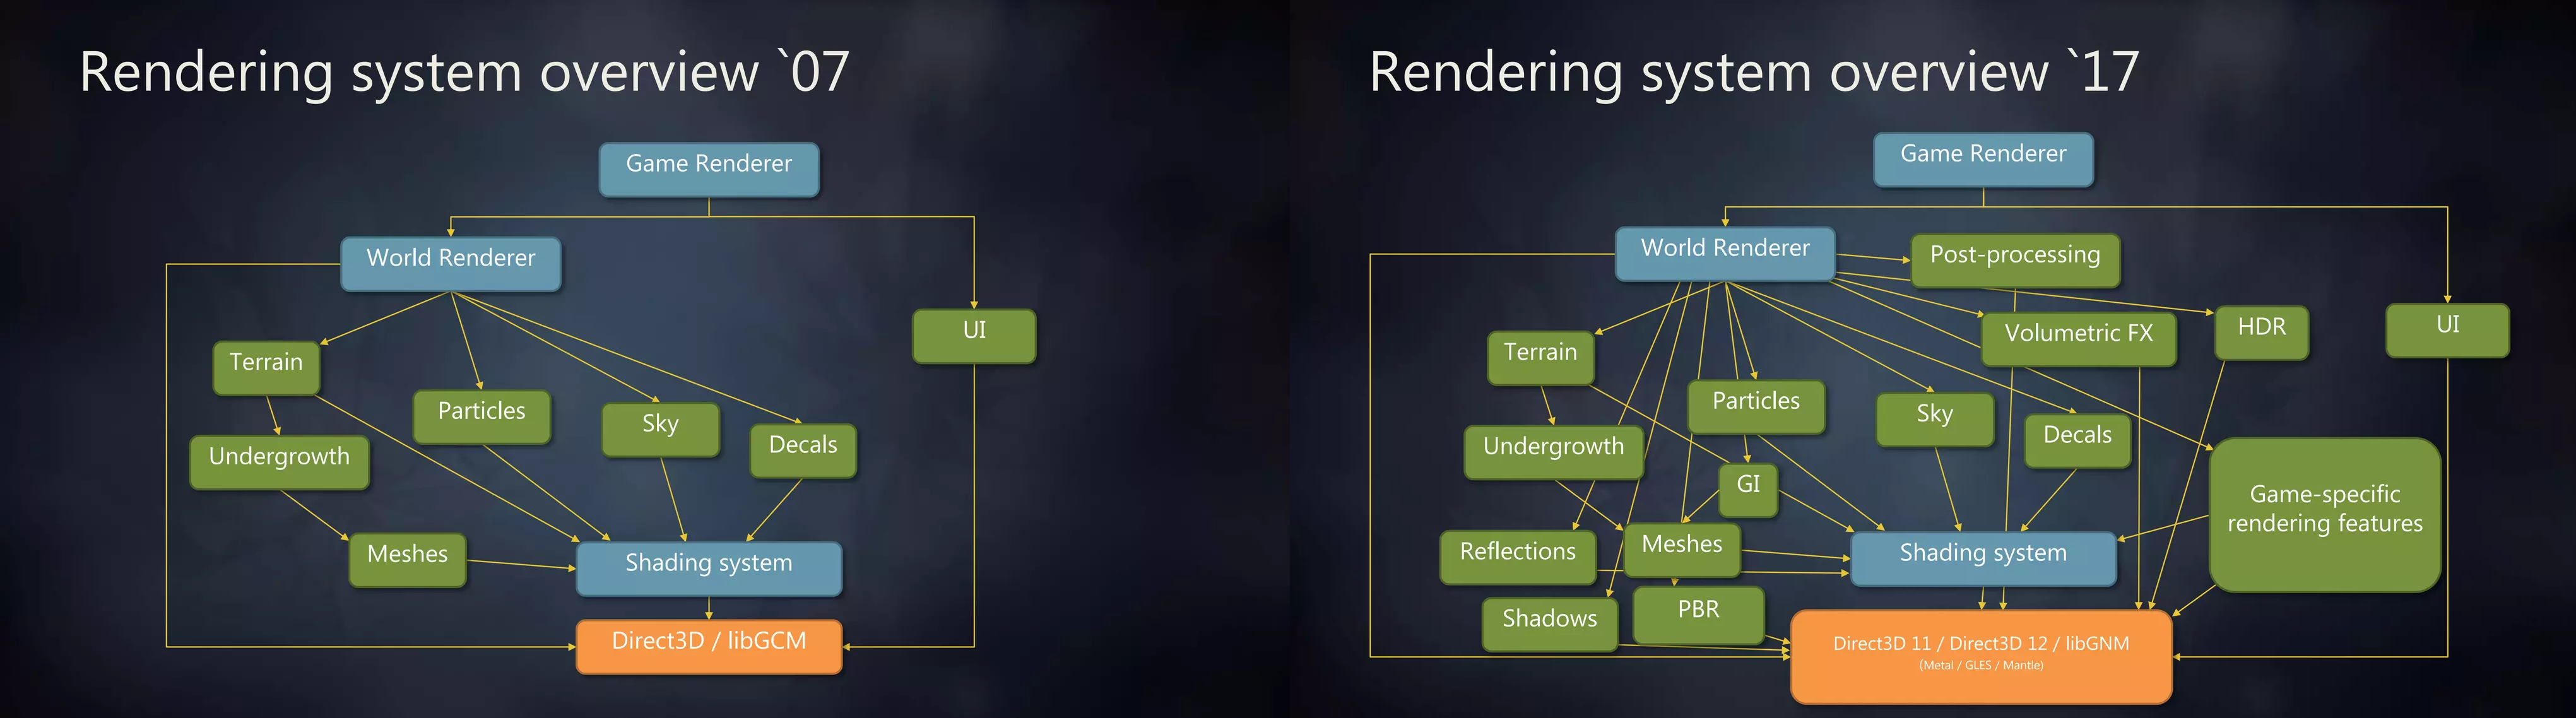 Rendering system overview `07
Game Renderer
World Renderer
UI
Terrain
Particles
Sky
Decals
Undergrowth
Meshes
Shading system
Direct3D / libGCM
Rendering system overview `17
Game Renderer
World Renderer
Post-processing
Volumetric FX
HDR
UI
Terrain
Particles
Sky
Decals
Undergrowth
GI
Game-specific
rendering features
Reflections
Meshes
Shading system
Shadows
PBR
Direct3D 11 / Direct3D 12 / libGNM
(Metal / GLES / Mantle)